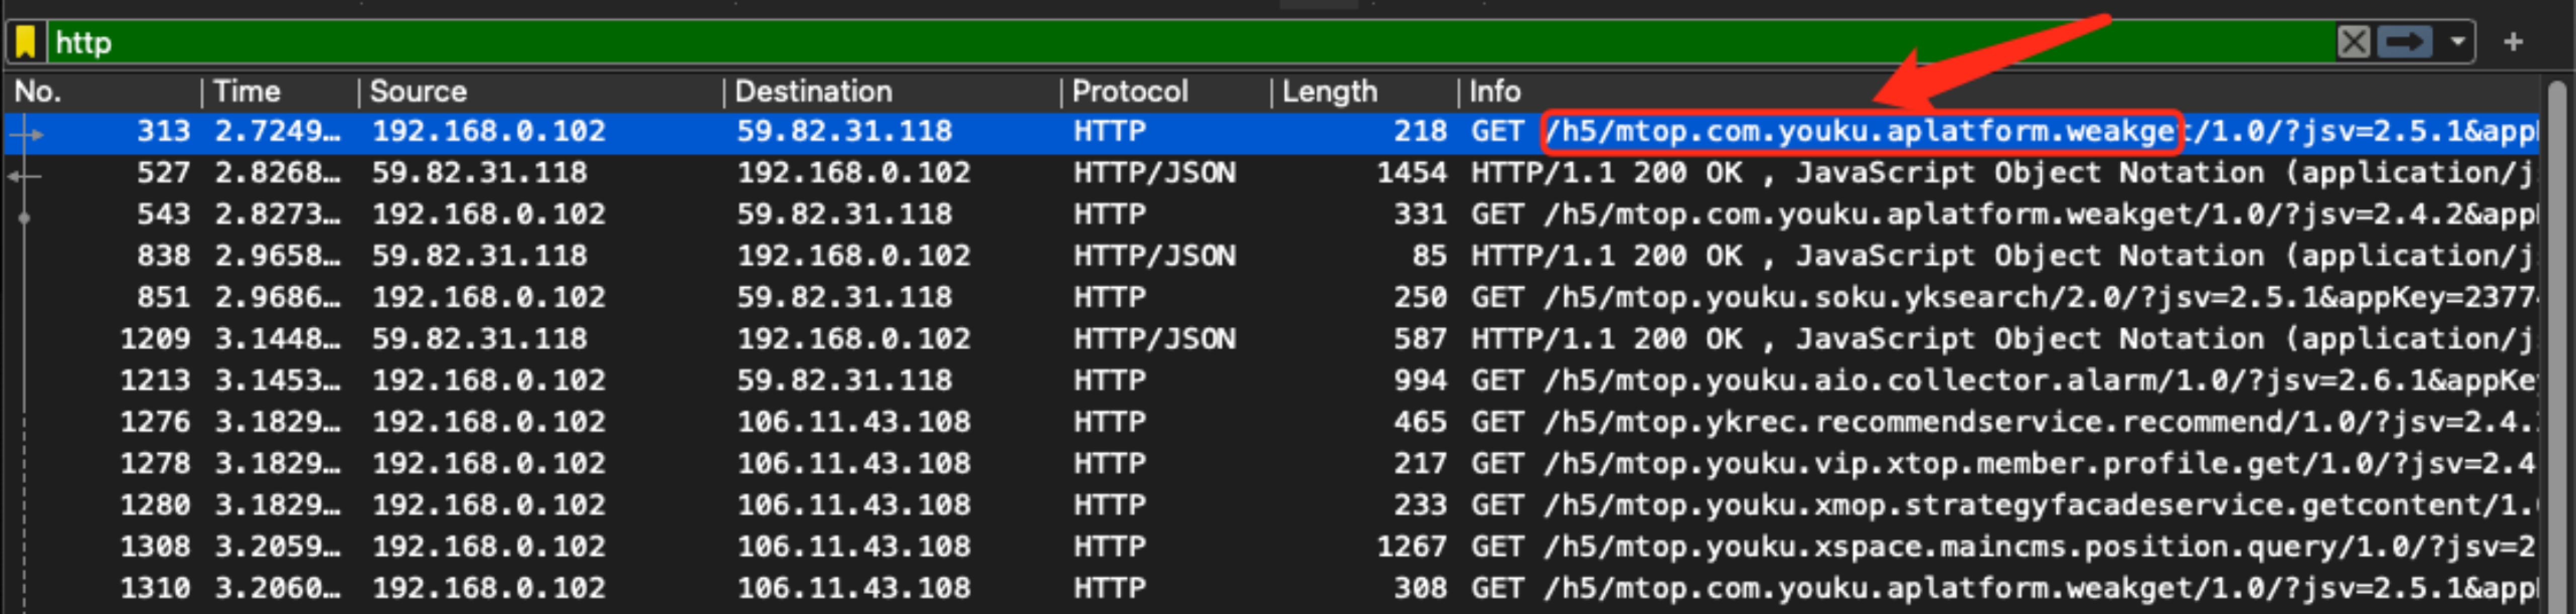 http
No. Time Source Destination Protocol Length Info
313 2.7249… 192.168.0.102 59.82.31.118 HTTP 218 GET /h5/mtop.com.youku.aplatform.weakget/1.0/?jsv=2.5.1&app
527 2.8268… 59.82.31.118 192.168.0.102 HTTP/JSON 1454 HTTP/1.1 200 OK , JavaScript Object Notation (application/j
543 2.8273… 192.168.0.102 59.82.31.118 HTTP 331 GET /h5/mtop.com.youku.aplatform.weakget/1.0/?jsv=2.4.2&app
838 2.9658… 59.82.31.118 192.168.0.102 HTTP/JSON 85 HTTP/1.1 200 OK , JavaScript Object Notation (application/j
851 2.9686… 192.168.0.102 59.82.31.118 HTTP 250 GET /h5/mtop.youku.soku.yksearch/2.0/?jsv=2.5.1&appKey=2377
1209 3.1448… 59.82.31.118 192.168.0.102 HTTP/JSON 587 HTTP/1.1 200 OK , JavaScript Object Notation (application/j
1213 3.1453… 192.168.0.102 59.82.31.118 HTTP 994 GET /h5/mtop.youku.aio.collector.alarm/1.0/?jsv=2.6.1&appKe
1276 3.1829… 192.168.0.102 106.11.43.108 HTTP 465 GET /h5/mtop.ykrec.recommendservice.recommend/1.0/?jsv=2.4.
1278 3.1829… 192.168.0.102 106.11.43.108 HTTP 217 GET /h5/mtop.youku.vip.xtop.member.profile.get/1.0/?jsv=2.4
1280 3.1829… 192.168.0.102 106.11.43.108 HTTP 233 GET /h5/mtop.youku.xmop.strategyfacadeservice.getcontent/1.
1308 3.2059… 192.168.0.102 106.11.43.108 HTTP 1267 GET /h5/mtop.youku.xspace.maincms.position.query/1.0/?jsv=2
1310 3.2060… 192.168.0.102 106.11.43.108 HTTP 308 GET /h5/mtop.com.youku.aplatform.weakget/1.0/?jsv=2.5.1&app